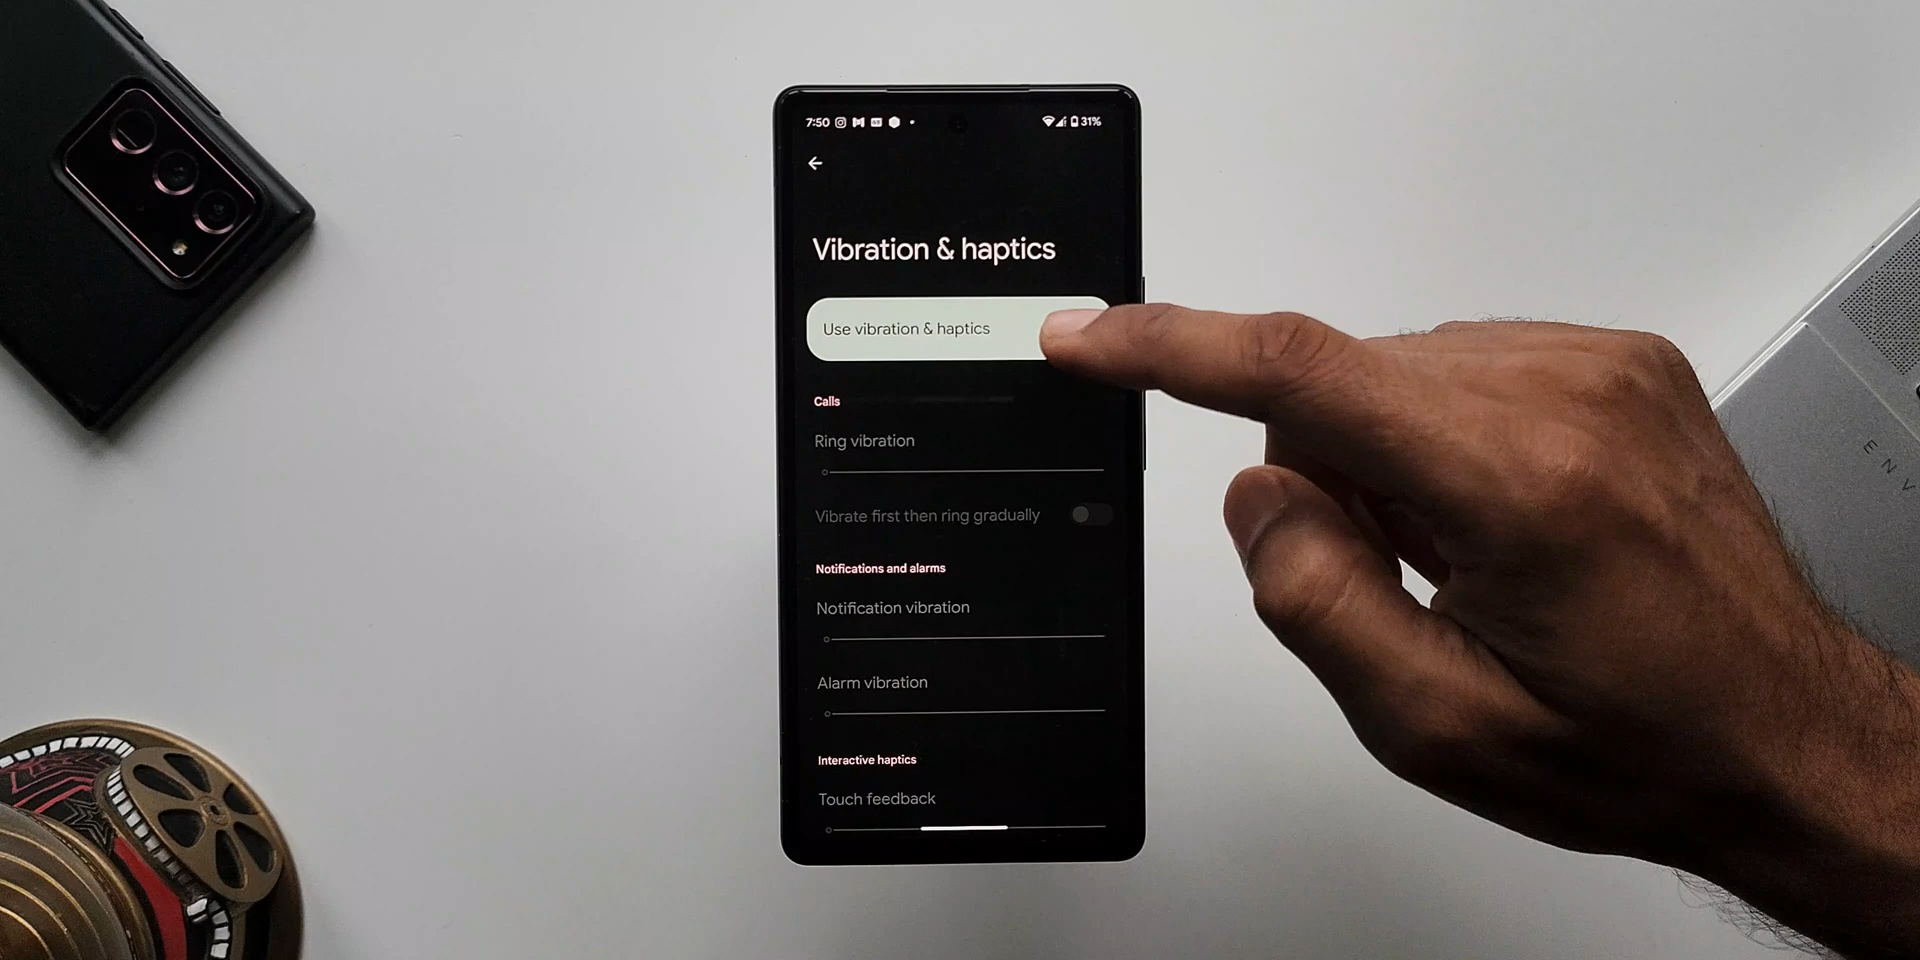 7:50
31%
Vibration & haptics
Use vibration & haptics
Calls
Ring vibration
Vibrate first then ring gradually
Notifications and alarms
Notification vibration
Alarm vibration
Interactive haptics
Touch feedback
ENV